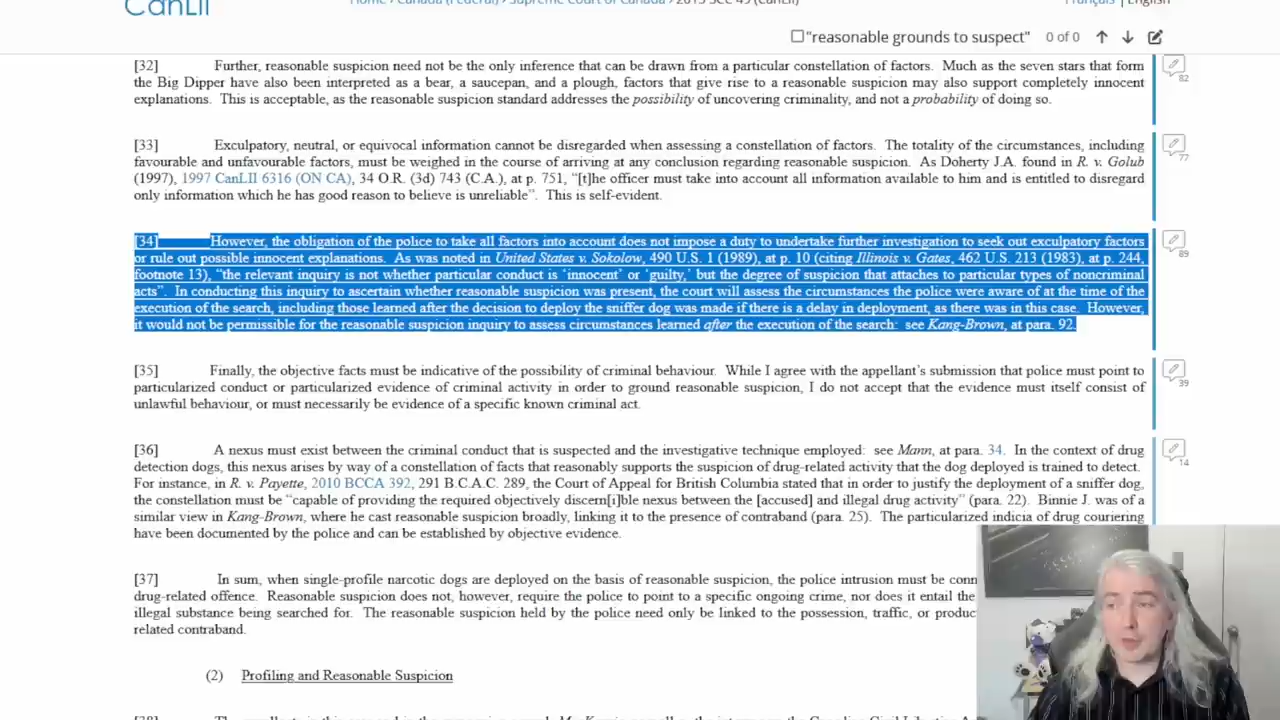 CanLII
Home › Canada (Federal) › Supreme Court of Canada › 2013 SCC 49 (CanLII)
Français | English
"reasonable grounds to suspect" 0 of 0
[32] Further, reasonable suspicion need not be the only inference that can be drawn from a particular constellation of factors. Much as the seven stars that form
the Big Dipper have also been interpreted as a bear, a saucepan, and a plough, factors that give rise to a reasonable suspicion may also support completely innocent
explanations. This is acceptable, as the reasonable suspicion standard addresses the possibility of uncovering criminality, and not a probability of doing so.
82
[33] Exculpatory, neutral, or equivocal information cannot be disregarded when assessing a constellation of factors. The totality of the circumstances, including
favourable and unfavourable factors, must be weighed in the course of arriving at any conclusion regarding reasonable suspicion. As Doherty J.A. found in R. v. Golub
(1997), 1997 CanLII 6316 (ON CA), 34 O.R. (3d) 743 (C.A.), at p. 751, “[t]he officer must take into account all information available to him and is entitled to disregard
only information which he has good reason to believe is unreliable”. This is self-evident.
77
[34] However, the obligation of the police to take all factors into account does not impose a duty to undertake further investigation to seek out exculpatory factors
or rule out possible innocent explanations. As was noted in United States v. Sokolow, 490 U.S. 1 (1989), at p. 10 (citing Illinois v. Gates, 462 U.S. 213 (1983), at p. 244,
footnote 13), “the relevant inquiry is not whether particular conduct is ‘innocent’ or ‘guilty,’ but the degree of suspicion that attaches to particular types of noncriminal
acts”. In conducting this inquiry to ascertain whether reasonable suspicion was present, the court will assess the circumstances the police were aware of at the time of the
execution of the search, including those learned after the decision to deploy the sniffer dog was made if there is a delay in deployment, as there was in this case. However,
it would not be permissible for the reasonable suspicion inquiry to assess circumstances learned after the execution of the search: see Kang-Brown, at para. 92.
89
[35] Finally, the objective facts must be indicative of the possibility of criminal behaviour. While I agree with the appellant’s submission that police must point to
particularized conduct or particularized evidence of criminal activity in order to ground reasonable suspicion, I do not accept that the evidence must itself consist of
unlawful behaviour, or must necessarily be evidence of a specific known criminal act.
39
[36] A nexus must exist between the criminal conduct that is suspected and the investigative technique employed: see Mann, at para. 34. In the context of drug
detection dogs, this nexus arises by way of a constellation of facts that reasonably supports the suspicion of drug-related activity that the dog deployed is trained to detect.
For instance, in R. v. Payette, 2010 BCCA 392, 291 B.C.A.C. 289, the Court of Appeal for British Columbia stated that in order to justify the deployment of a sniffer dog,
the constellation must be “capable of providing the required objectively discern[i]ble nexus between the [accused] and illegal drug activity” (para. 22). Binnie J. was of a
similar view in Kang-Brown, where he cast reasonable suspicion broadly, linking it to the presence of contraband (para. 25). The particularized indicia of drug couriering
have been documented by the police and can be established by objective evidence.
14
[37] In sum, when single-profile narcotic dogs are deployed on the basis of reasonable suspicion, the police intrusion must be conn
drug-related offence. Reasonable suspicion does not, however, require the police to point to a specific ongoing crime, nor does it entail the
illegal substance being searched for. The reasonable suspicion held by the police need only be linked to the possession, traffic, or produc
related contraband.
(2) Profiling and Reasonable Suspicion